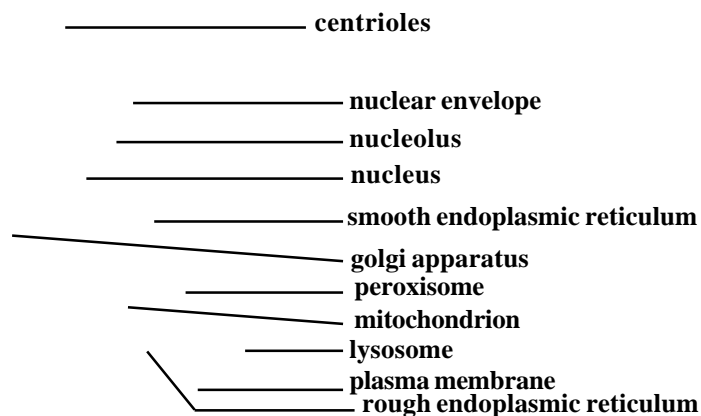 centrioles
nuclear envelope
nucleolus
nucleus
smooth endoplasmic reticulum
golgi apparatus
peroxisome
mitochondrion
lysosome
plasma membrane
rough endoplasmic reticulum